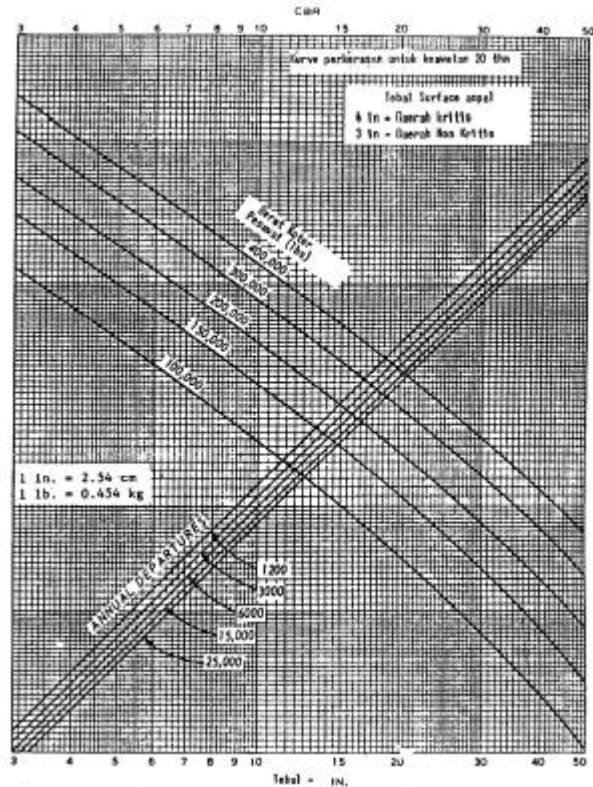 CBR
3 4 5 6 7 8 9 10 15 20 30 40 50
Kurva perkerasan untuk keawetan 20 thn
Tebal Surface aspal
4 in = Daerah kritis
3 in - Daerah Non Kritis
Berat Kotor
Pesawat (lbs)
400,000
300,000
200,000
150,000
100,000
1 in. = 2.54 cm
1 lb. = 0.454 kg
ANNUAL DEPARTURES
1200
3000
6000
15,000
25,000
3 4 5 6 7 8 9 10 15 20 30 40 50
Tebal - IN.